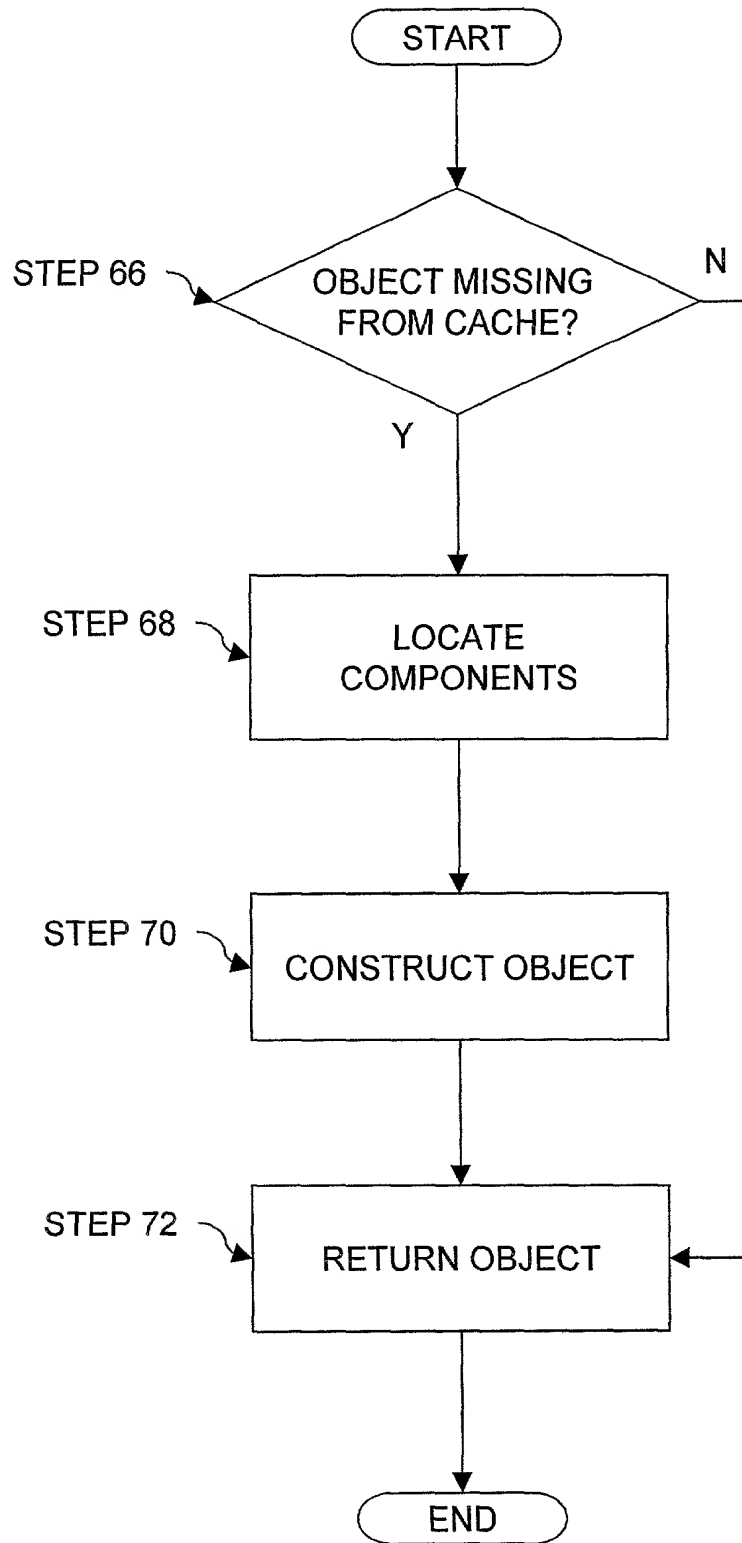 START
STEP 66
OBJECT MISSING
FROM CACHE?
N
Y
STEP 68
LOCATE
COMPONENTS
STEP 70
CONSTRUCT OBJECT
STEP 72
RETURN OBJECT
END